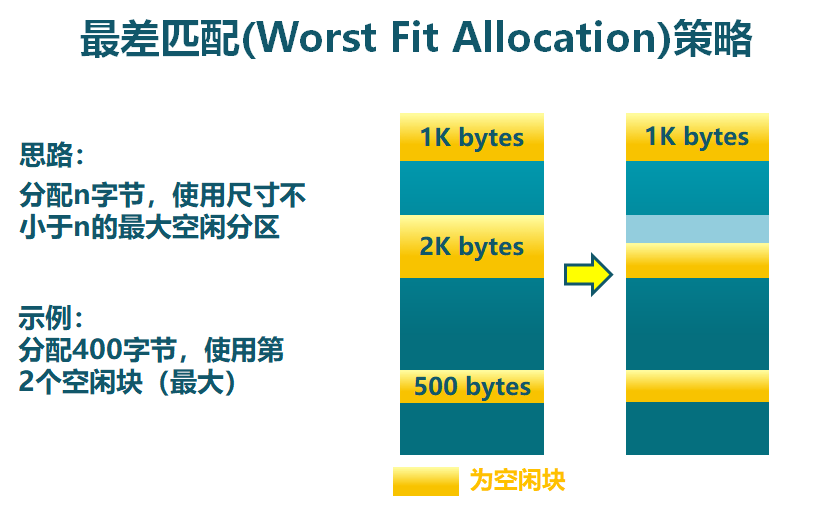 最差匹配(Worst Fit Allocation)策略
思路：
分配n字节，使用尺寸不
小于n的最大空闲分区
示例：
分配400字节，使用第
2个空闲块（最大）
1K bytes
2K bytes
500 bytes
1K bytes
为空闲块